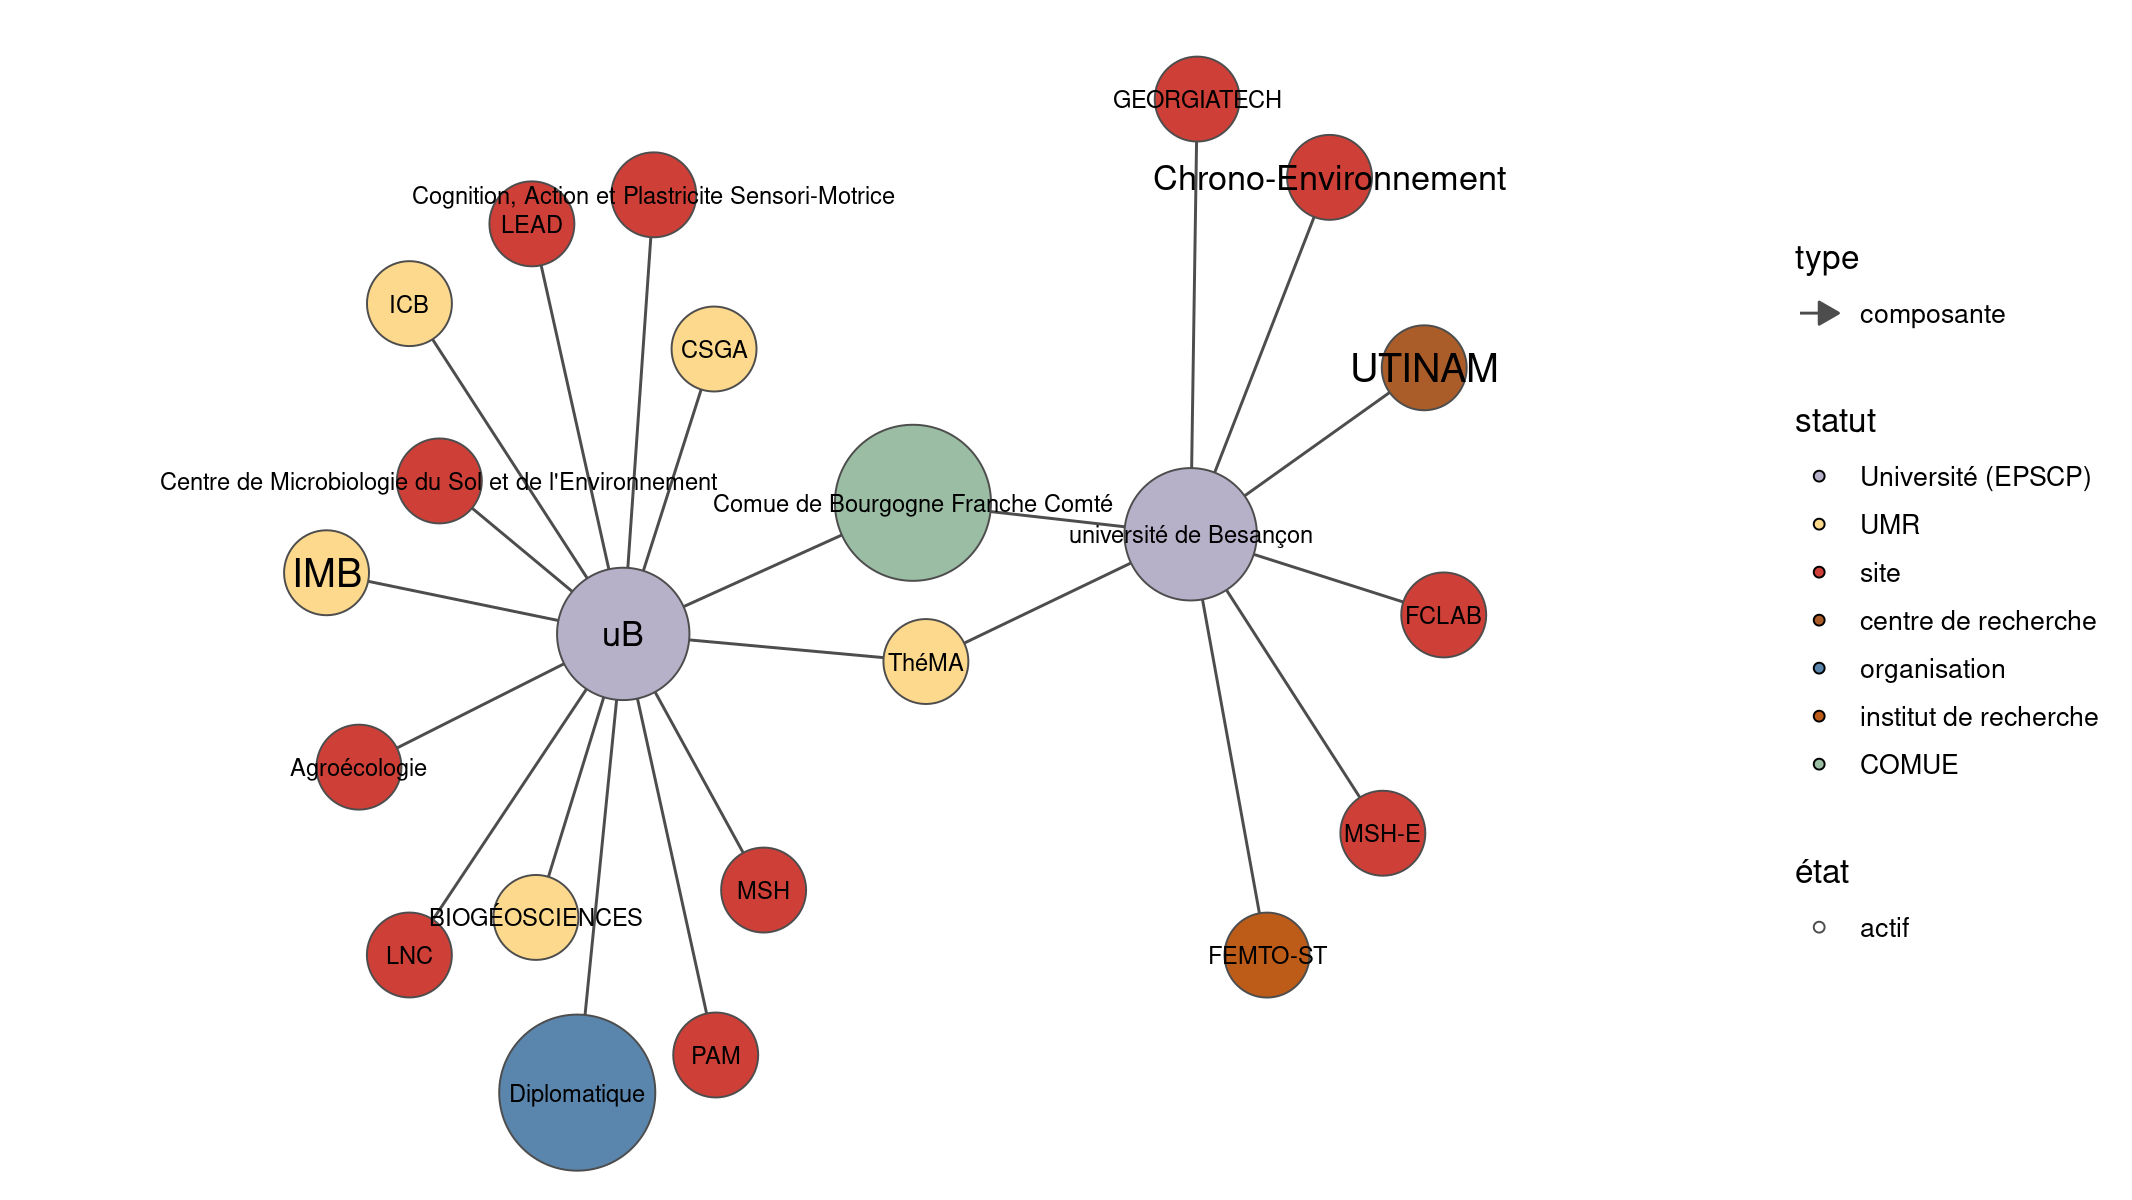 GEORGIATECH
Chrono-Environnement
Cognition, Action et Plastricite Sensori-Motrice
LEAD
ICB
CSGA
UTINAM
Centre de Microbiologie du Sol et de l'Environnement
Comue de Bourgogne Franche Comté
université de Besançon
IMB
uB
ThéMA
FCLAB
Agroécologie
MSH-E
MSH
BIOGÉOSCIENCES
LNC
FEMTO-ST
PAM
Diplomatique
type
composante
statut
Université (EPSCP)
UMR
site
centre de recherche
organisation
institut de recherche
COMUE
état
actif